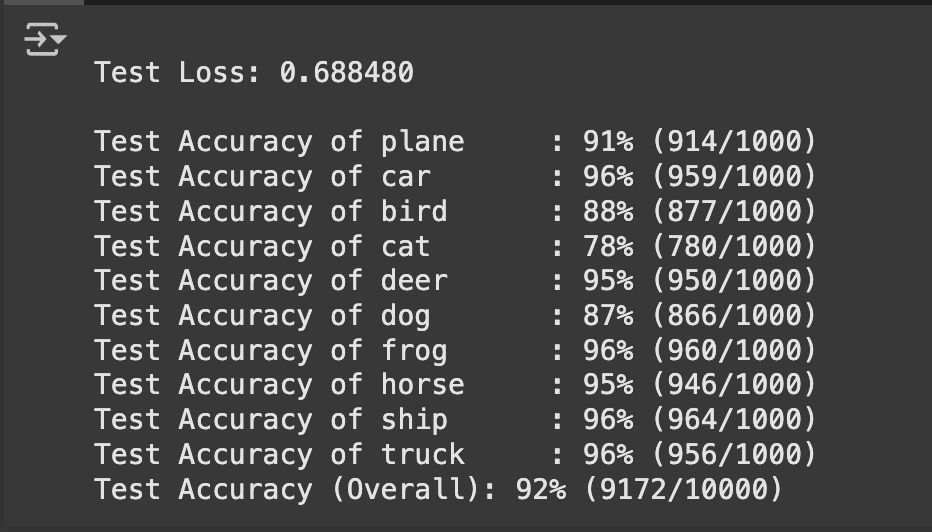 Test Loss: 0.688480
Test Accuracy of plane : 91% (914/1000)
Test Accuracy of car : 96% (959/1000)
Test Accuracy of bird : 88% (877/1000)
Test Accuracy of cat : 78% (780/1000)
Test Accuracy of deer : 95% (950/1000)
Test Accuracy of dog : 87% (866/1000)
Test Accuracy of frog : 96% (960/1000)
Test Accuracy of horse : 95% (946/1000)
Test Accuracy of ship : 96% (964/1000)
Test Accuracy of truck : 96% (956/1000)
Test Accuracy (Overall): 92% (9172/10000)